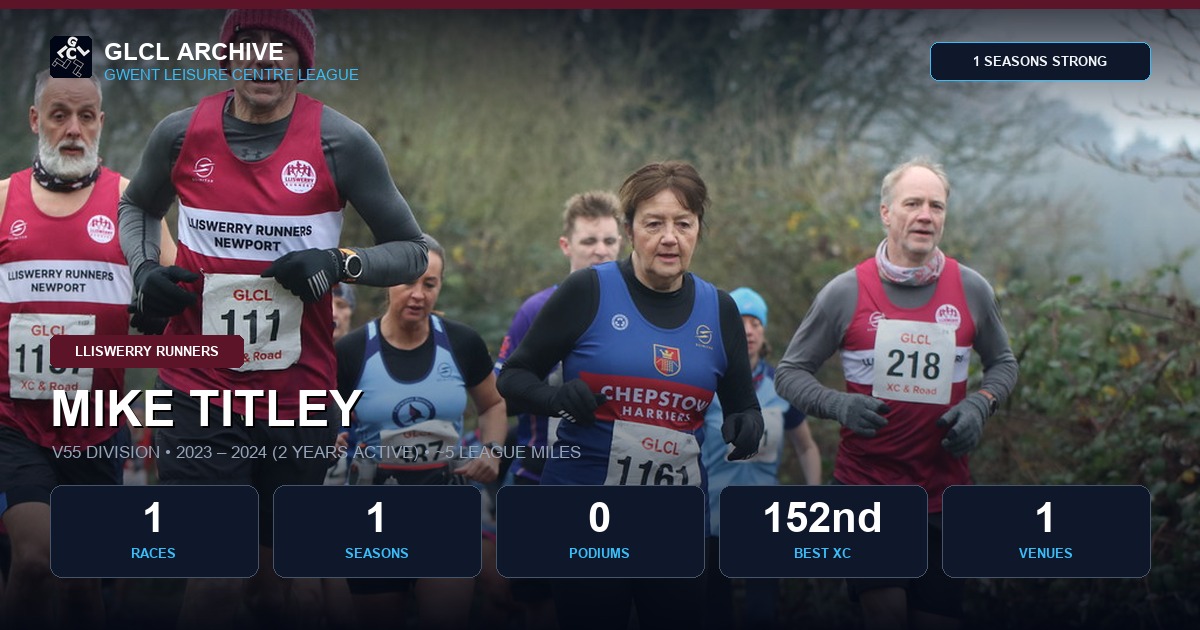 GLCL ARCHIVE
GWENT LEISURE CENTRE LEAGUE
1 SEASONS STRONG
LLISWERRY RUNNERS
NEWPORT
LLISWERRY RUNNERS
NEWPORT
GLCL
111
& Road
GLCL
XC & Road
GLCL
218
XC & Road
CHEPSTOW
HARRIERS
GLCL
1161
LLISWERRY RUNNERS
MIKE TITLEY
V55 DIVISION • 2023 – 2024 (2 YEARS ACTIVE) • ~5 LEAGUE MILES
1
RACES
1
SEASONS
0
PODIUMS
152nd
BEST XC
1
VENUES